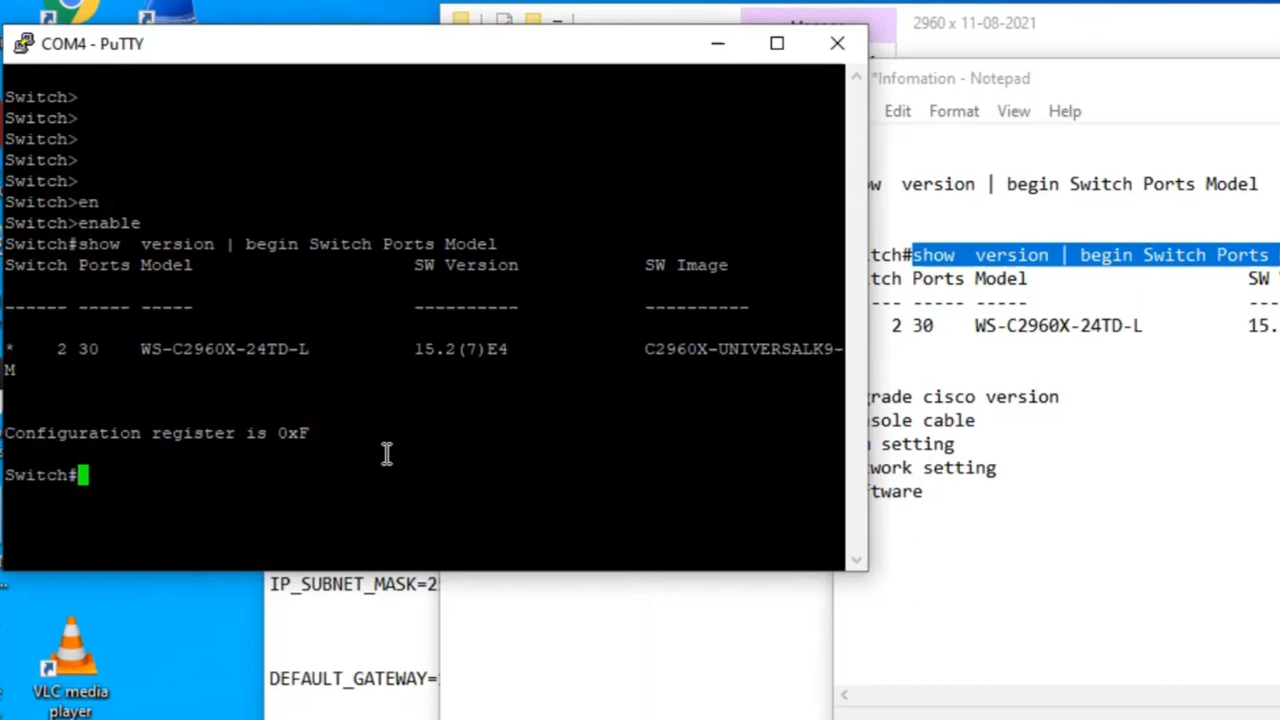 2960 x 11-08-2021
COM4 - PuTTY
Switch>
Switch>
Switch>
Switch>
Switch>
Switch>en
Switch>enable
Switch#show  version | begin Switch Ports Model
Switch Ports Model                     SW Version            SW Image
------ ----- -----                     ----------            ----------
*    2 30    WS-C2960X-24TD-L          15.2(7)E4             C2960X-UNIVERSALK9-
M
Configuration register is 0xF
Switch#
*Infomation - Notepad
Edit Format View Help
ow  version | begin Switch Ports Model
tch#show  version | begin Switch Ports
tch Ports Model                     SW
--- ----- -----                     ---
2 30    WS-C2960X-24TD-L          15.
grade cisco version
sole cable
setting
work setting
tware
IP_SUBNET_MASK=2
DEFAULT_GATEWAY=
VLC media
player